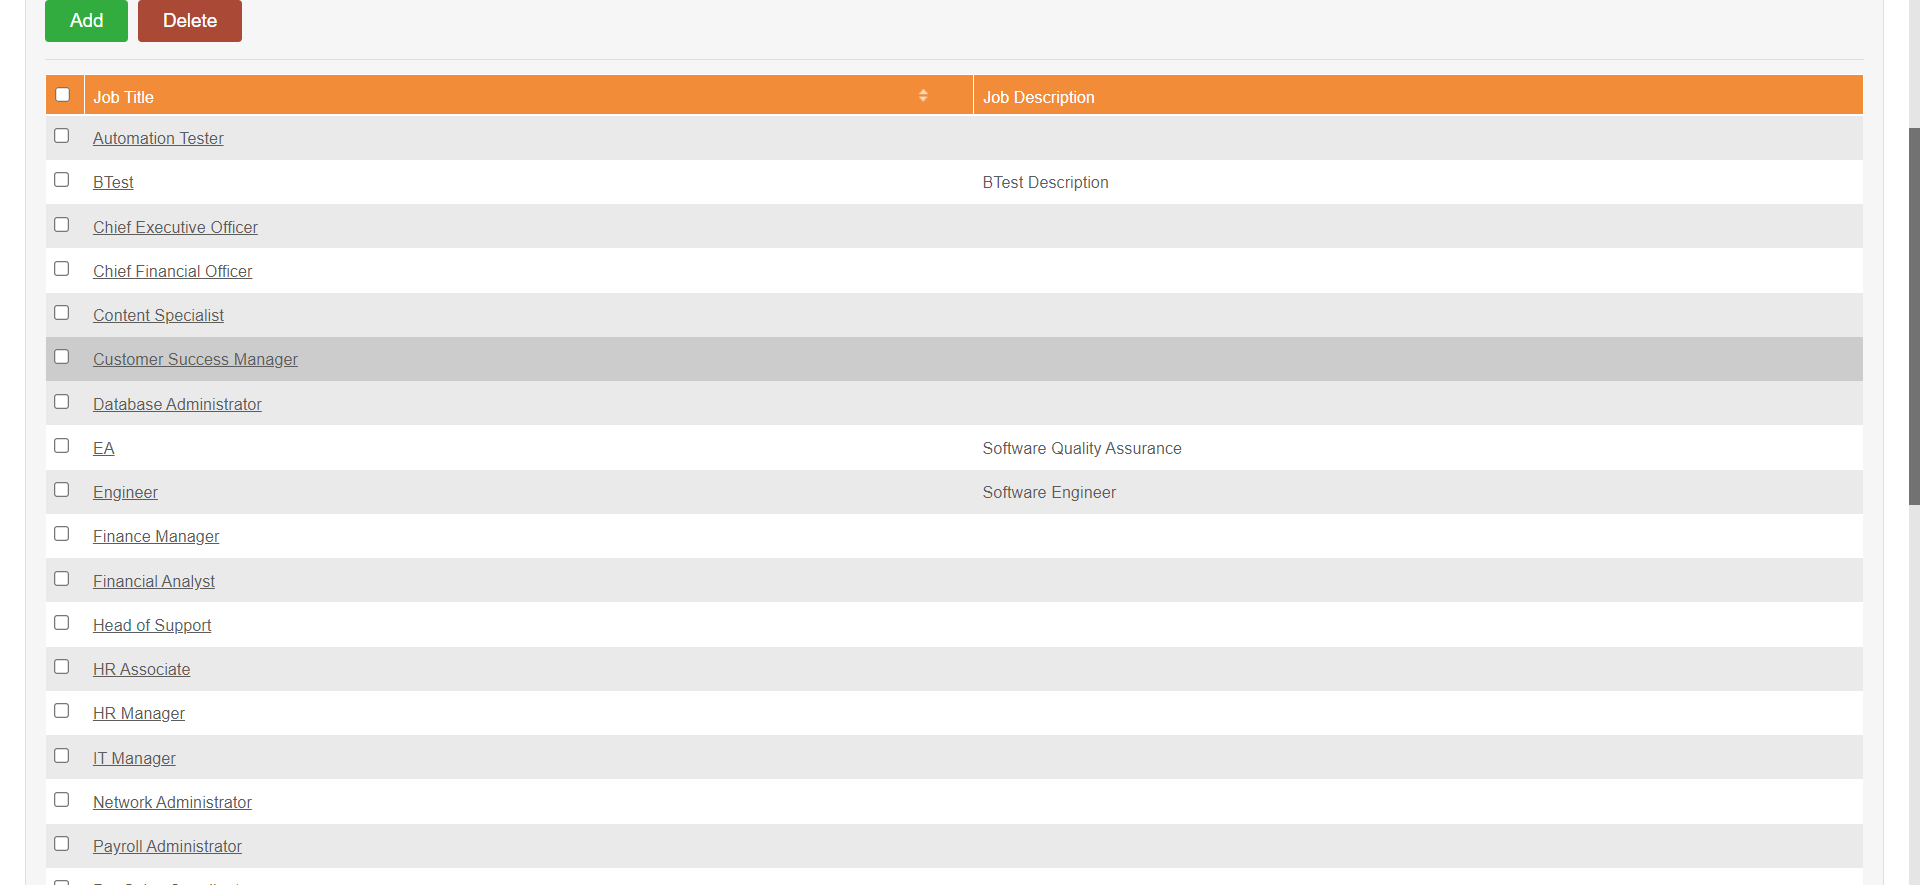 Add Delete
Job Title Job Description
Automation Tester
BTest BTest Description
Chief Executive Officer
Chief Financial Officer
Content Specialist
Customer Success Manager
Database Administrator
EA Software Quality Assurance
Engineer Software Engineer
Finance Manager
Financial Analyst
Head of Support
HR Associate
HR Manager
IT Manager
Network Administrator
Payroll Administrator